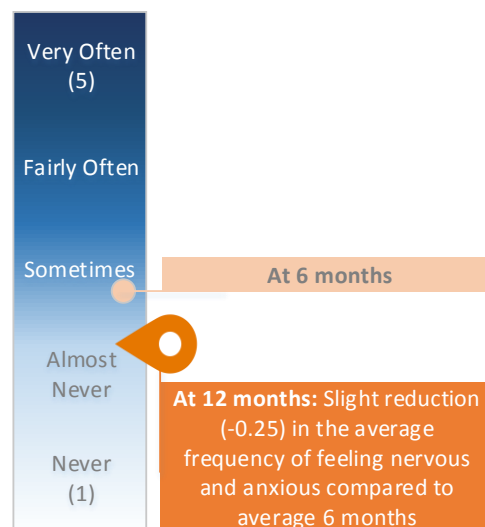 Very Often
(5)
Fairly Often
Sometimes
At 6 months
Almost
Never
At 12 months: Slight reduction
(-0.25) in the average
frequency of feeling nervous
and anxious compared to
average 6 months
Never
(1)